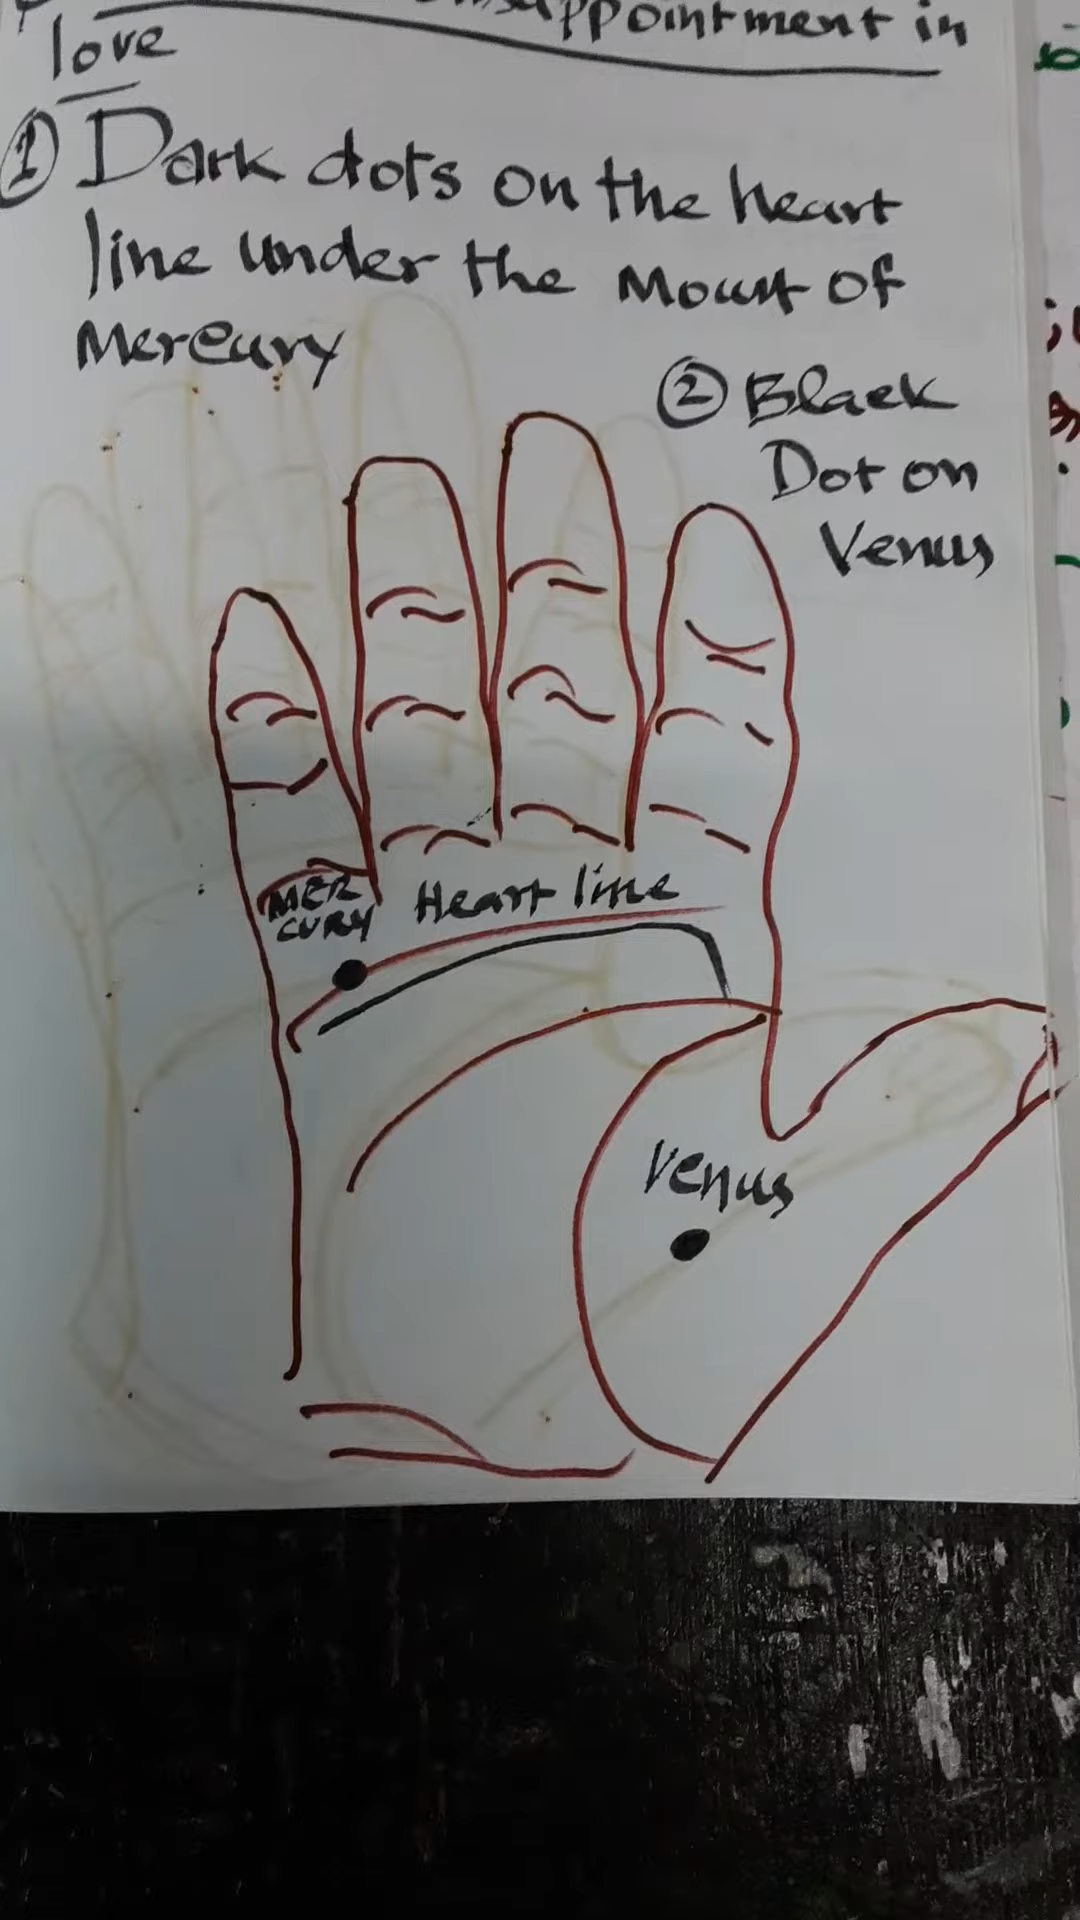 appointment in
love
① Dark dots on the heart
line under the Mount of
Mercury
② Black
Dot on
Venus
MER
CURY
Heart line
Venus